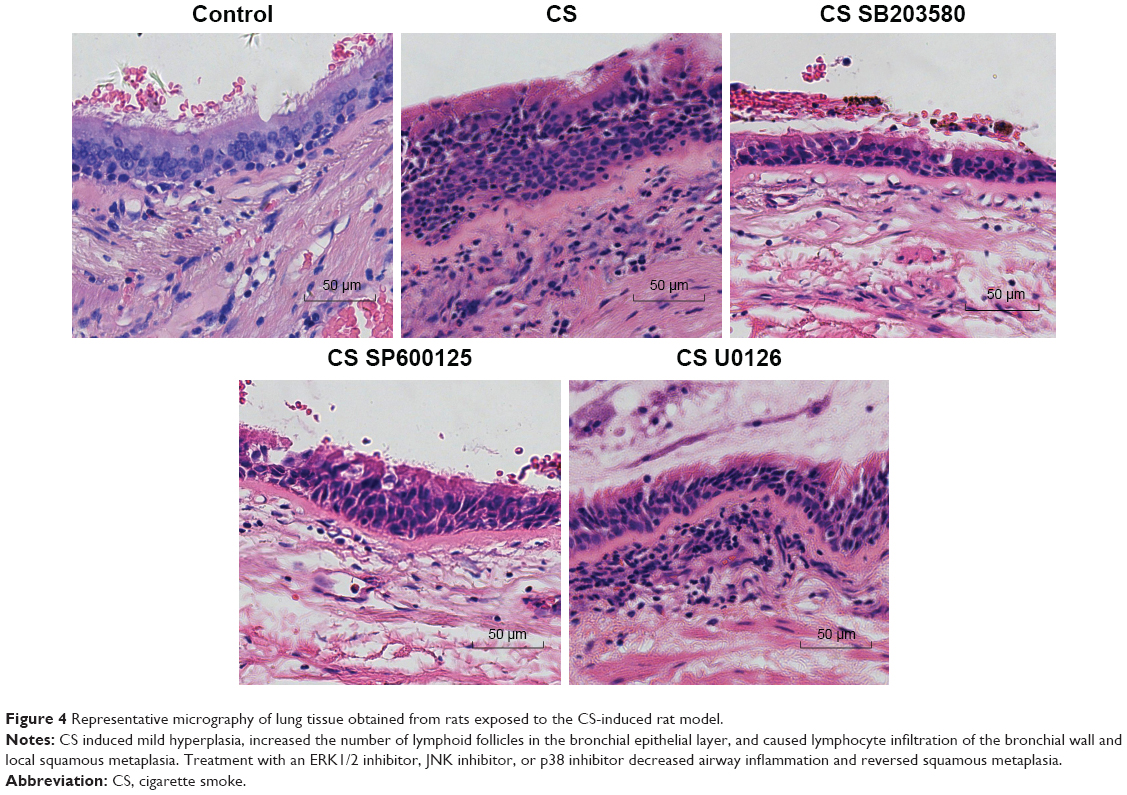 Control CS CS SB203580
50 µm 50 µm 50 µm
CS SP600125 CS U0126
50 µm 50 µm
Figure 4 Representative micrography of lung tissue obtained from rats exposed to the CS-induced rat model.
Notes: CS induced mild hyperplasia, increased the number of lymphoid follicles in the bronchial epithelial layer, and caused lymphocyte infiltration of the bronchial wall and
local squamous metaplasia. Treatment with an ERK1/2 inhibitor, JNK inhibitor, or p38 inhibitor decreased airway inflammation and reversed squamous metaplasia.
Abbreviation: CS, cigarette smoke.